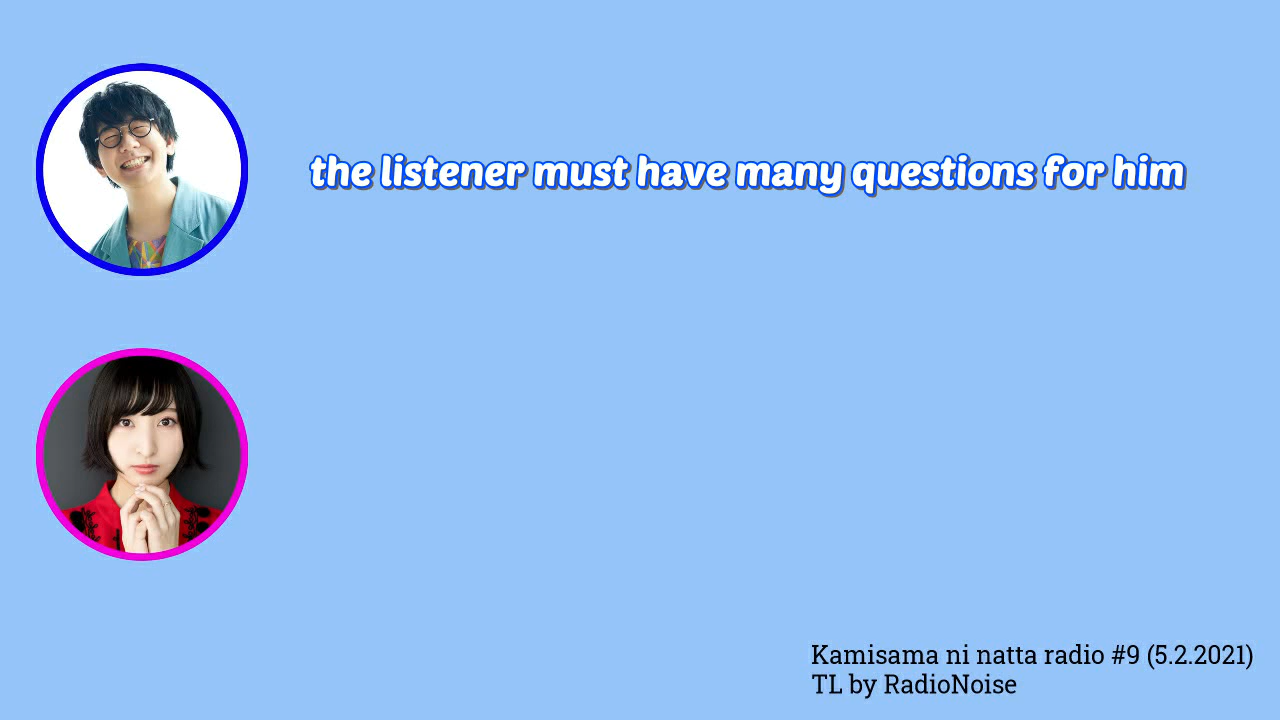 the listener must have many questions for him
Kamisama ni natta radio #9 (5.2.2021)
TL by RadioNoise